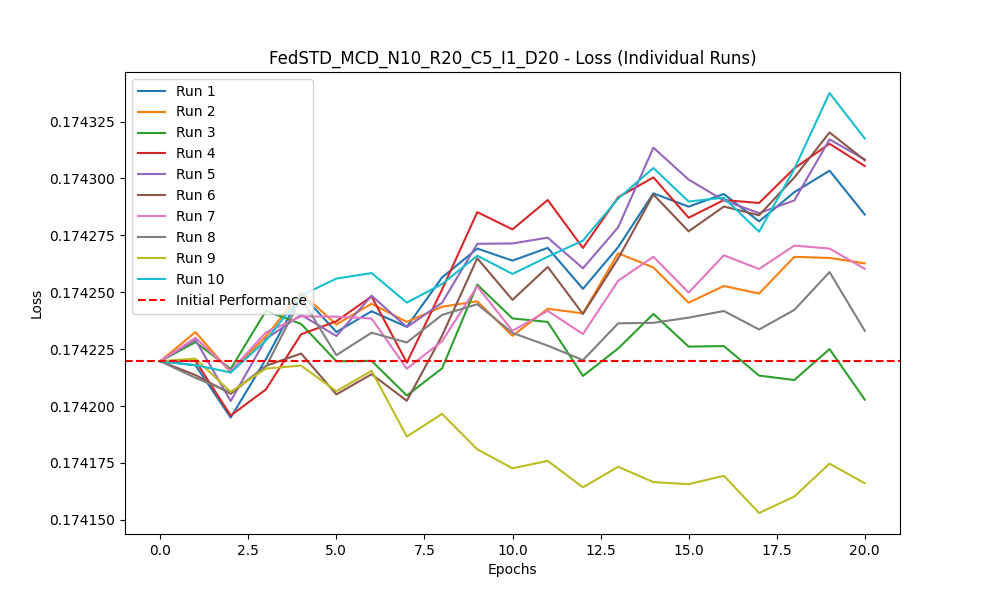 FedSTD_MCD_N10_R20_C5_I1_D20 - Loss (Individual Runs)
Run 1
Run 2
Run 3
Run 4
Run 5
Run 6
Run 7
Run 8
Run 9
Run 10
Initial Performance
Loss
0.174325
0.174300
0.174275
0.174250
0.174225
0.174200
0.174175
0.174150
0.0 2.5 5.0 7.5 10.0 12.5 15.0 17.5 20.0
Epochs